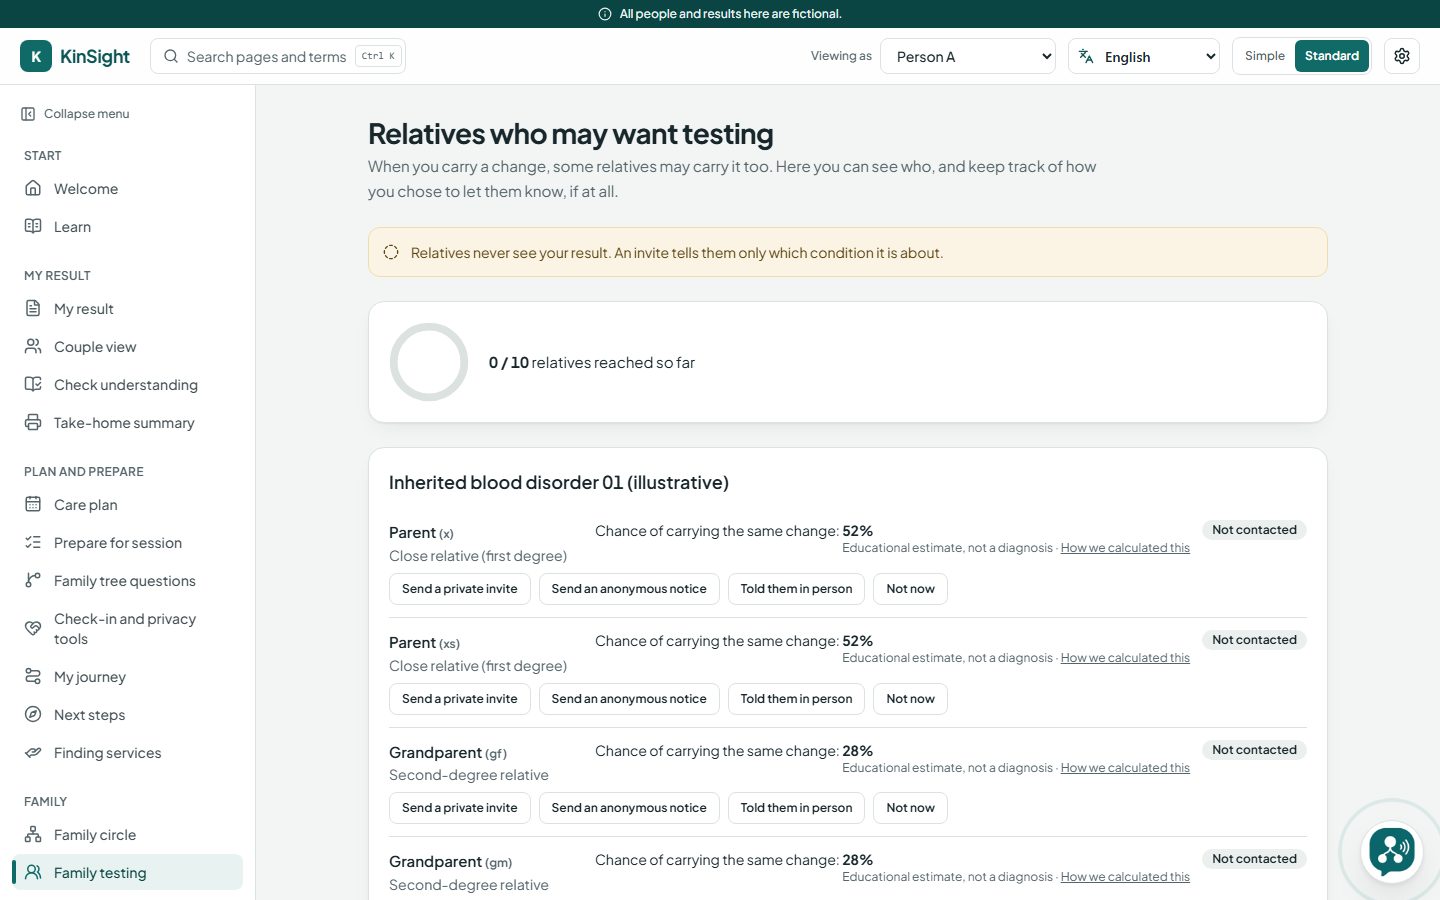 All people and results here are fictional.
K KinSight
Search pages and terms Ctrl K
Viewing as
Person A
English
Simple Standard
Collapse menu
START
Welcome
Learn
MY RESULT
My result
Couple view
Check understanding
Take-home summary
PLAN AND PREPARE
Care plan
Prepare for session
Family tree questions
Check-in and privacy
tools
My journey
Next steps
Finding services
FAMILY
Family circle
Family testing
Relatives who may want testing
When you carry a change, some relatives may carry it too. Here you can see who, and keep track of how
you chose to let them know, if at all.
Relatives never see your result. An invite tells them only which condition it is about.
0 / 10 relatives reached so far
Inherited blood disorder 01 (illustrative)
Parent (x) Chance of carrying the same change: 52% Not contacted
Educational estimate, not a diagnosis · How we calculated this
Close relative (first degree)
Send a private invite Send an anonymous notice Told them in person Not now
Parent (xs) Chance of carrying the same change: 52% Not contacted
Educational estimate, not a diagnosis · How we calculated this
Close relative (first degree)
Send a private invite Send an anonymous notice Told them in person Not now
Grandparent (gf) Chance of carrying the same change: 28% Not contacted
Educational estimate, not a diagnosis · How we calculated this
Second-degree relative
Send a private invite Send an anonymous notice Told them in person Not now
Grandparent (gm) Chance of carrying the same change: 28% Not contacted
Educational estimate, not a diagnosis · How we calculated this
Second-degree relative